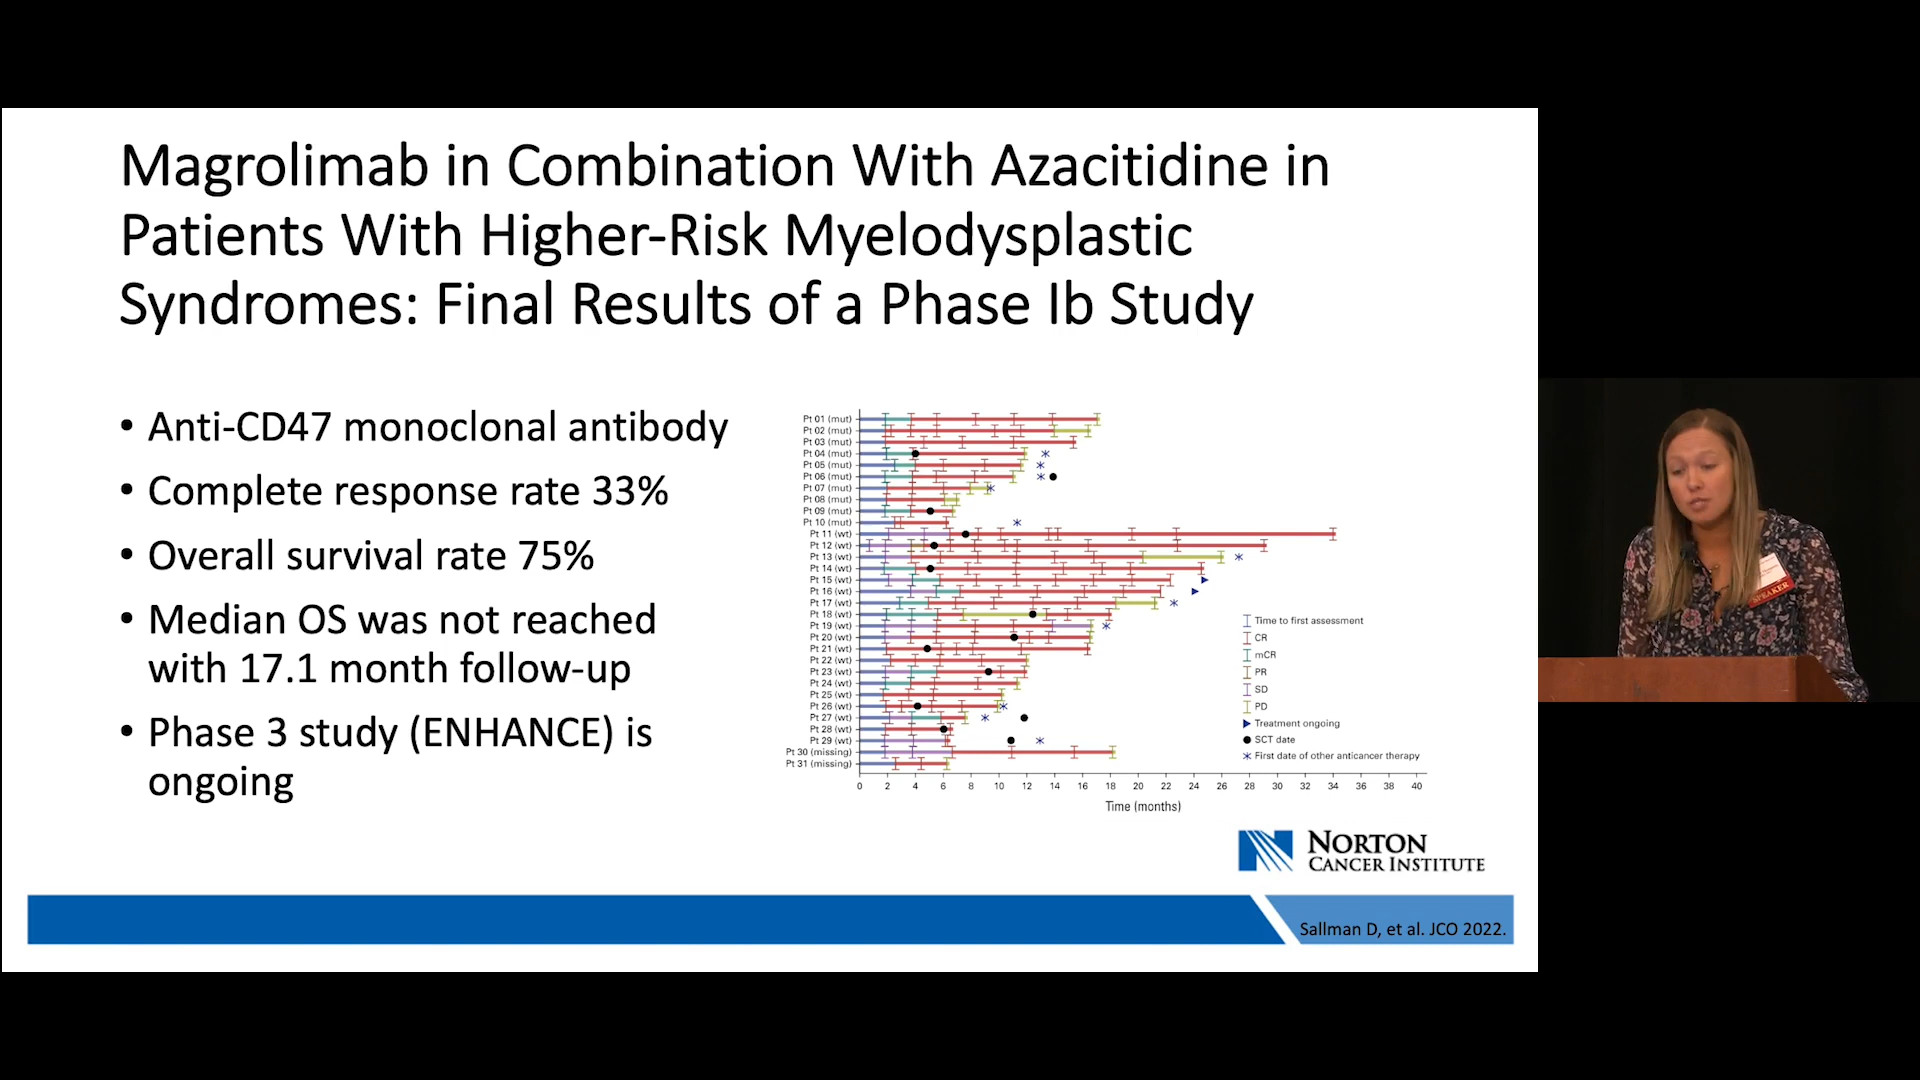 Magrolimab in Combination With Azacitidine in
Patients With Higher-Risk Myelodysplastic
Syndromes: Final Results of a Phase Ib Study
• Anti-CD47 monoclonal antibody
• Complete response rate 33%
• Overall survival rate 75%
• Median OS was not reached
with 17.1 month follow-up
• Phase 3 study (ENHANCE) is
ongoing
Pt 01 (mut)
Pt 02 (mut)
Pt 03 (mut)
Pt 04 (mut)
Pt 05 (mut)
Pt 06 (mut)
Pt 07 (mut)
Pt 08 (mut)
Pt 09 (mut)
Pt 10 (mut)
Pt 11 (wt)
Pt 12 (wt)
Pt 13 (wt)
Pt 14 (wt)
Pt 15 (wt)
Pt 16 (wt)
Pt 17 (wt)
Pt 18 (wt)
Pt 19 (wt)
Pt 20 (wt)
Pt 21 (wt)
Pt 22 (wt)
Pt 23 (wt)
Pt 24 (wt)
Pt 25 (wt)
Pt 26 (wt)
Pt 27 (wt)
Pt 28 (wt)
Pt 29 (wt)
Pt 30 (missing)
Pt 31 (missing)
0 2 4 6 8 10 12 14 16 18 20 22 24 26 28 30 32 34 36 38 40
Time (months)
Time to first assessment
CR
mCR
PR
SD
PD
Treatment ongoing
SCT date
First date of other anticancer therapy
NORTON
CANCER INSTITUTE
Sallman D, et al. JCO 2022.
SPEAKER